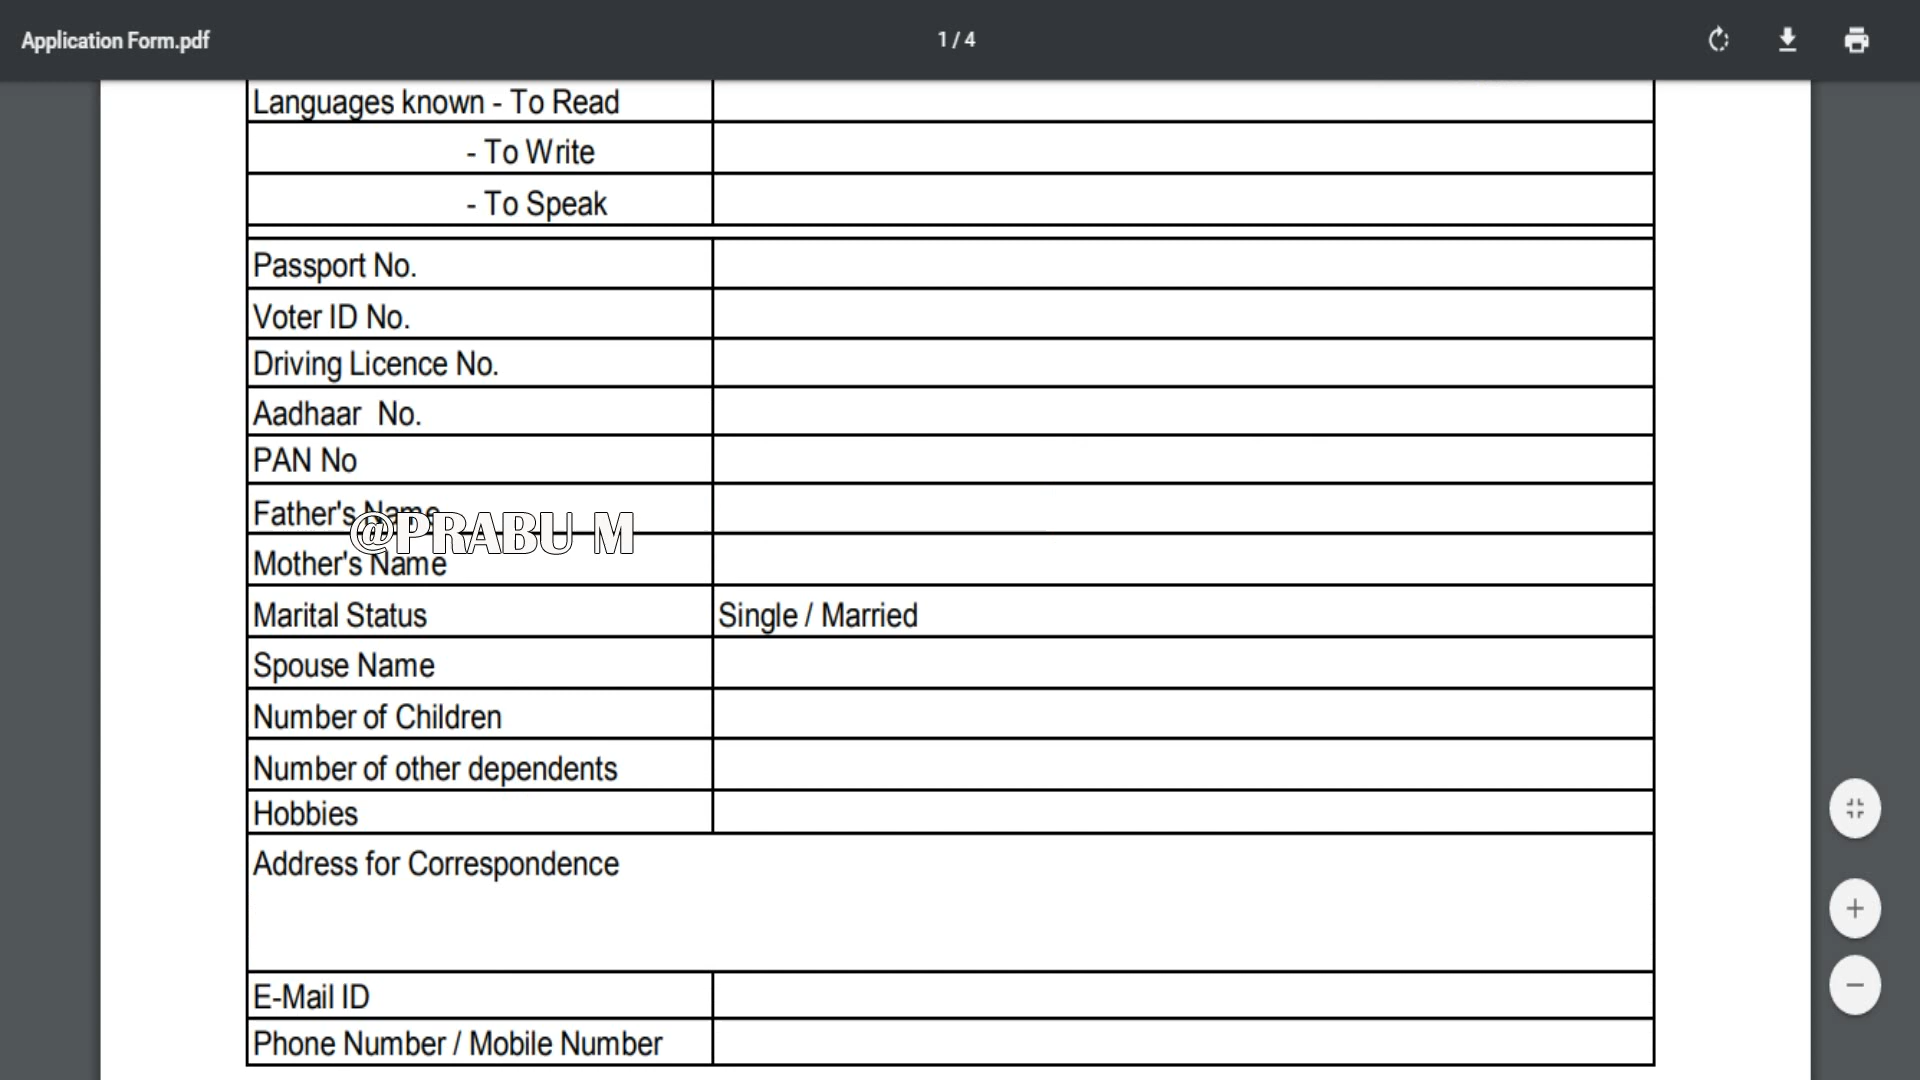 Application Form.pdf
1 / 4
Languages known - To Read
- To Write
- To Speak
Passport No.
Voter ID No.
Driving Licence No.
Aadhaar No.
PAN No
Father's Name
@PRABU M
Mother's Name
Marital Status Single / Married
Spouse Name
Number of Children
Number of other dependents
Hobbies
Address for Correspondence
E-Mail ID
Phone Number / Mobile Number